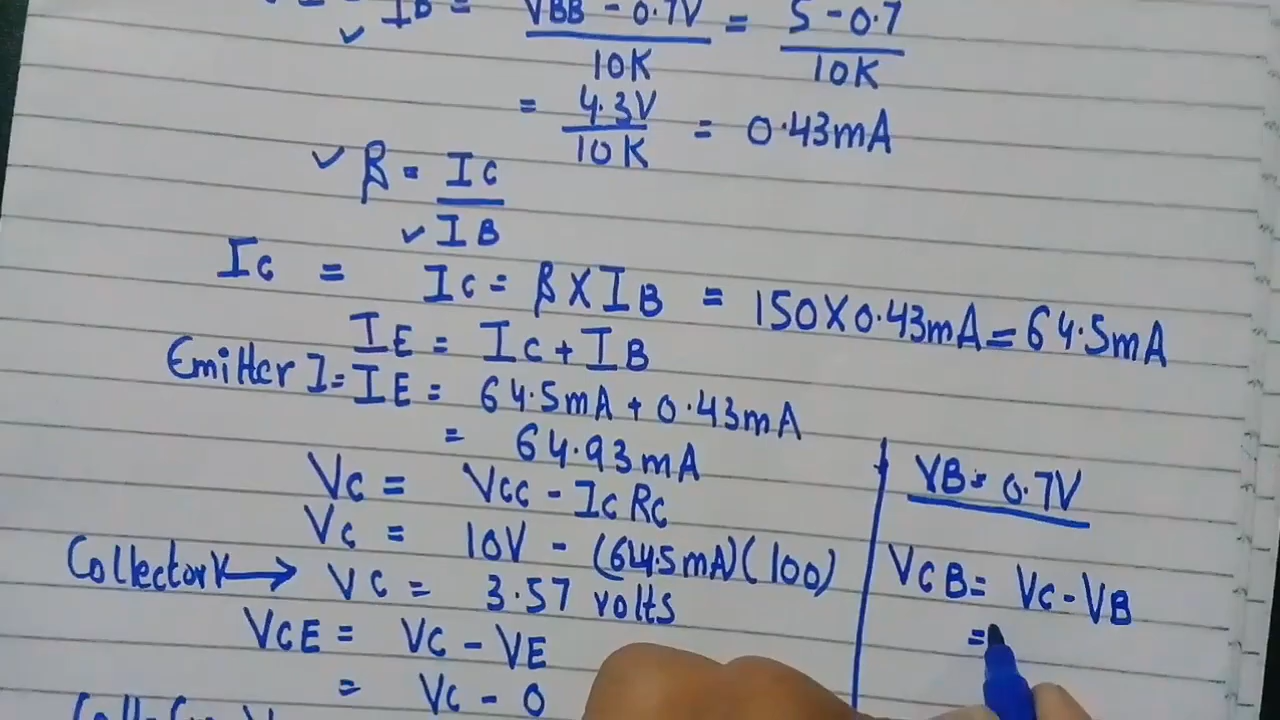 IB = VBB - 0.7V / 10K = 5 - 0.7 / 10K
= 4.3V / 10K = 0.43mA
✓ β = IC / ✓ IB
IC = IC = β X IB = 150X0.43mA = 64.5mA
IE = IC + IB
Emitter I = IE = 64.5mA + 0.43mA
= 64.93mA
VC = VCC - IC RC
VC = 10V - (64.5mA)(100)
Collector V → VC = 3.57 volts
VCE = VC - VE
= VC - 0
VB = 0.7V
VCB = VC - VB
=